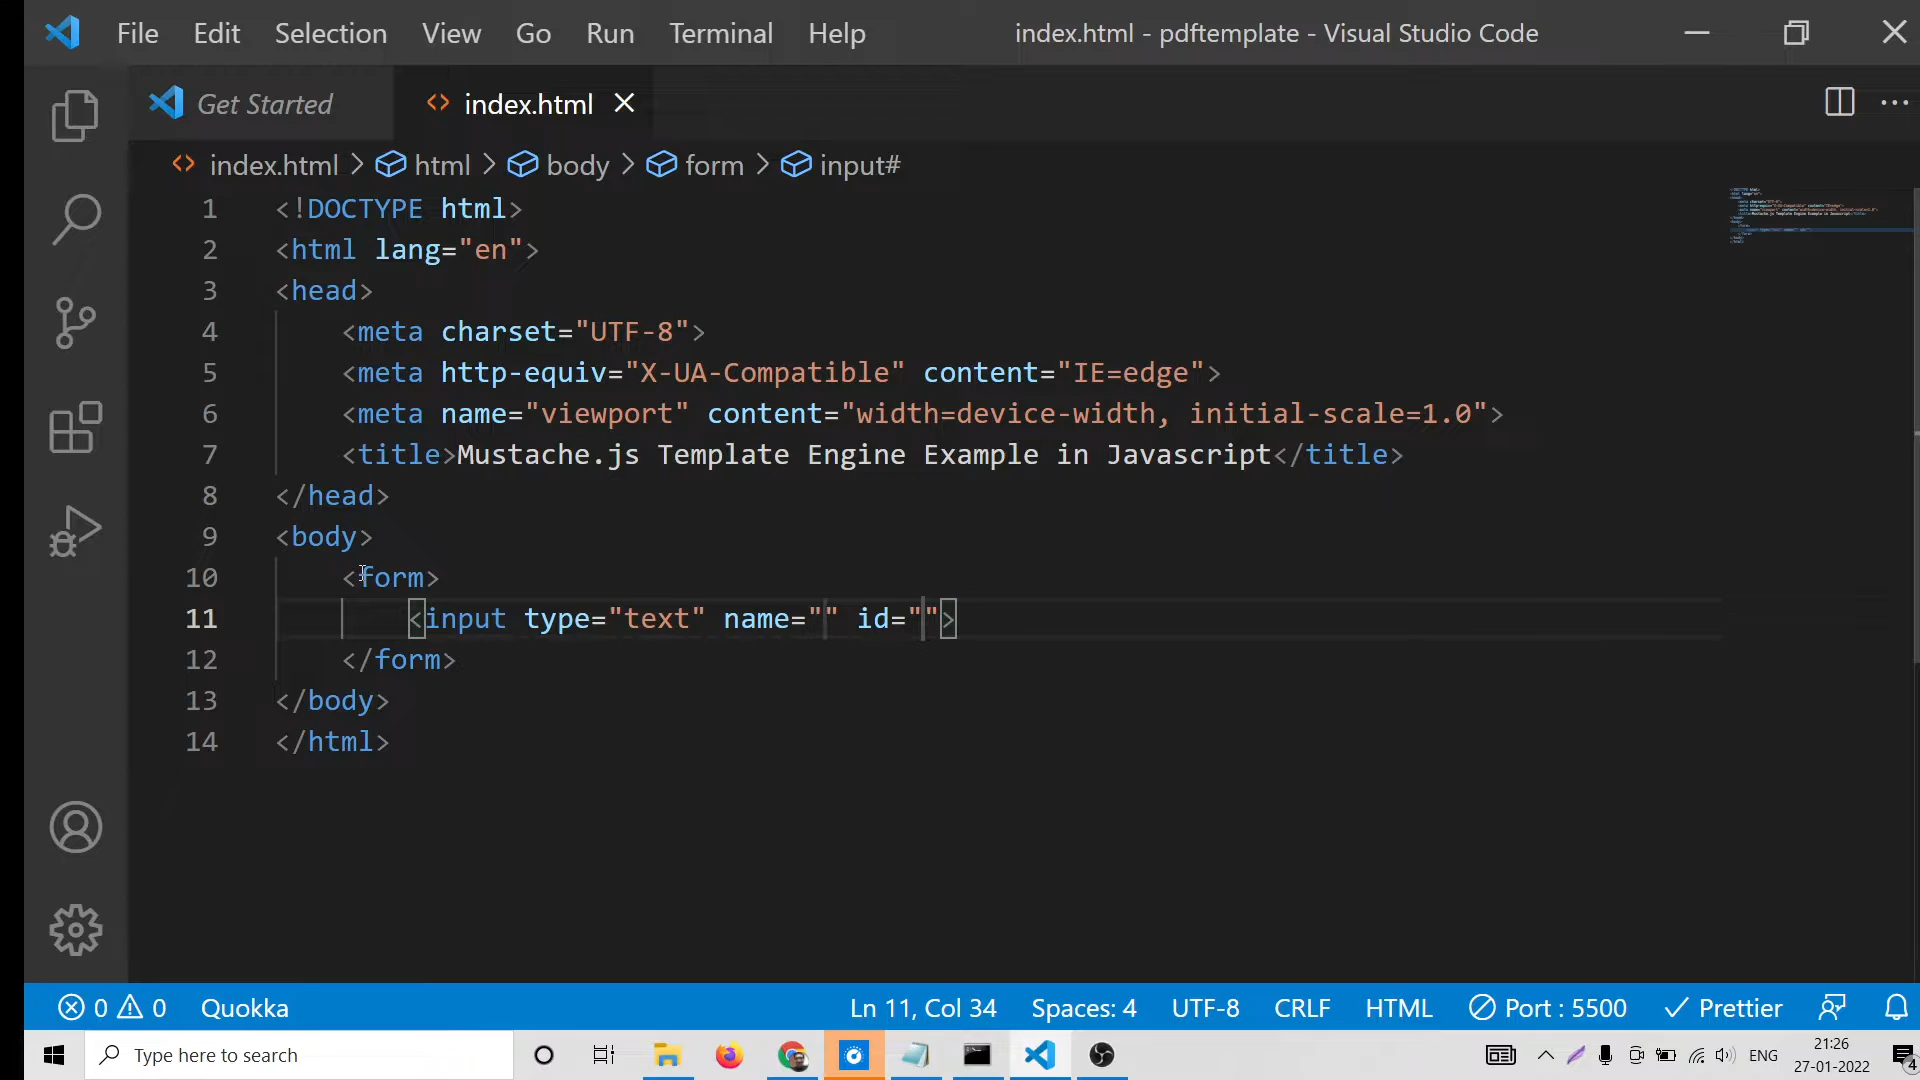 File Edit Selection View Go Run Terminal Help index.html - pdftemplate - Visual Studio Code
Get Started index.html
index.html html body form input#
1 <!DOCTYPE html>
2 <html lang="en">
3 <head>
4 <meta charset="UTF-8">
5 <meta http-equiv="X-UA-Compatible" content="IE=edge">
6 <meta name="viewport" content="width=device-width, initial-scale=1.0">
7 <title>Mustache.js Template Engine Example in Javascript</title>
8 </head>
9 <body>
10 <form>
11 <input type="text" name="" id="">
12 </form>
13 </body>
14 </html>
0 0 Quokka Ln 11, Col 34 Spaces: 4 UTF-8 CRLF HTML Port : 5500 Prettier
Type here to search ENG 21:26
27-01-2022 4